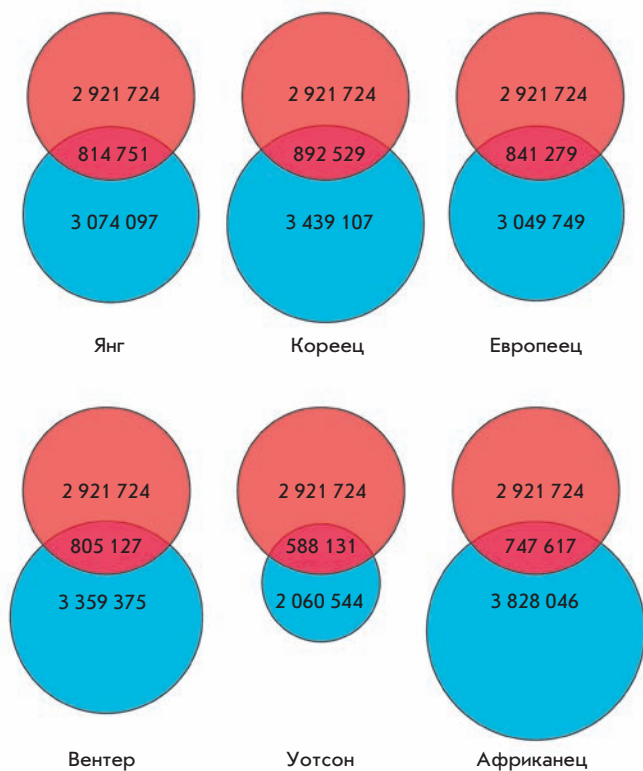 2 921 724 2 921 724 2 921 724
814 751 892 529 841 279
3 074 097 3 439 107 3 049 749
Янг Кореец Европеец
2 921 724 2 921 724 2 921 724
805 127 588 131 747 617
3 359 375 2 060 544 3 828 046
Вентер Уотсон Африканец